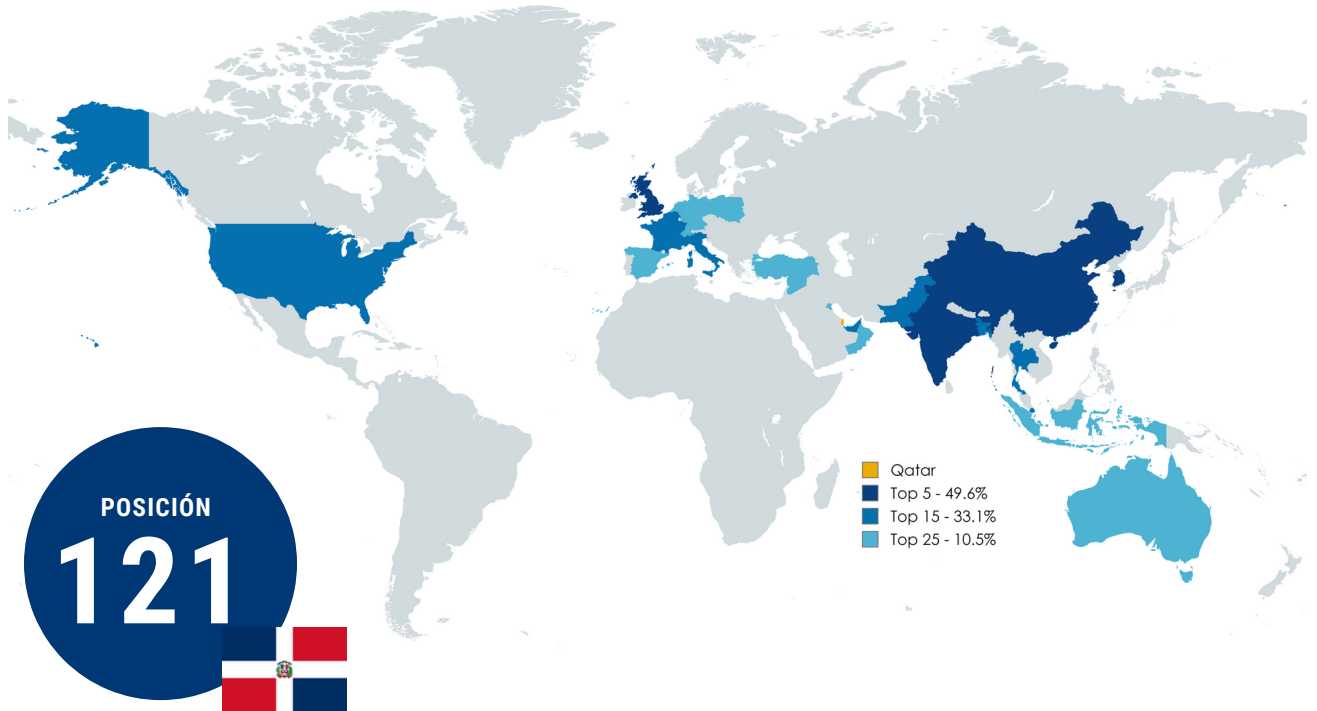 Qatar
Top 5 - 49.6%
Top 15 - 33.1%
Top 25 - 10.5%
POSICIÓN
121